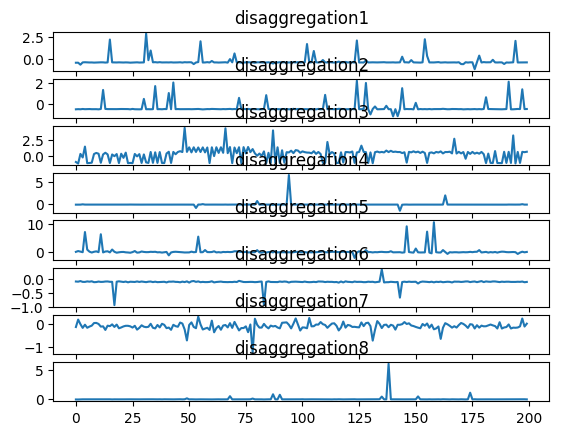 disaggregation1
2.5
0.0
disaggregation2
2
0
disaggregation3
2.5
0.0
disaggregation4
5
0
disaggregation5
10
0
disaggregation6
0.0
−0.5
−1.0
disaggregation7
0
−1
disaggregation8
5
0
0 25 50 75 100 125 150 175 200